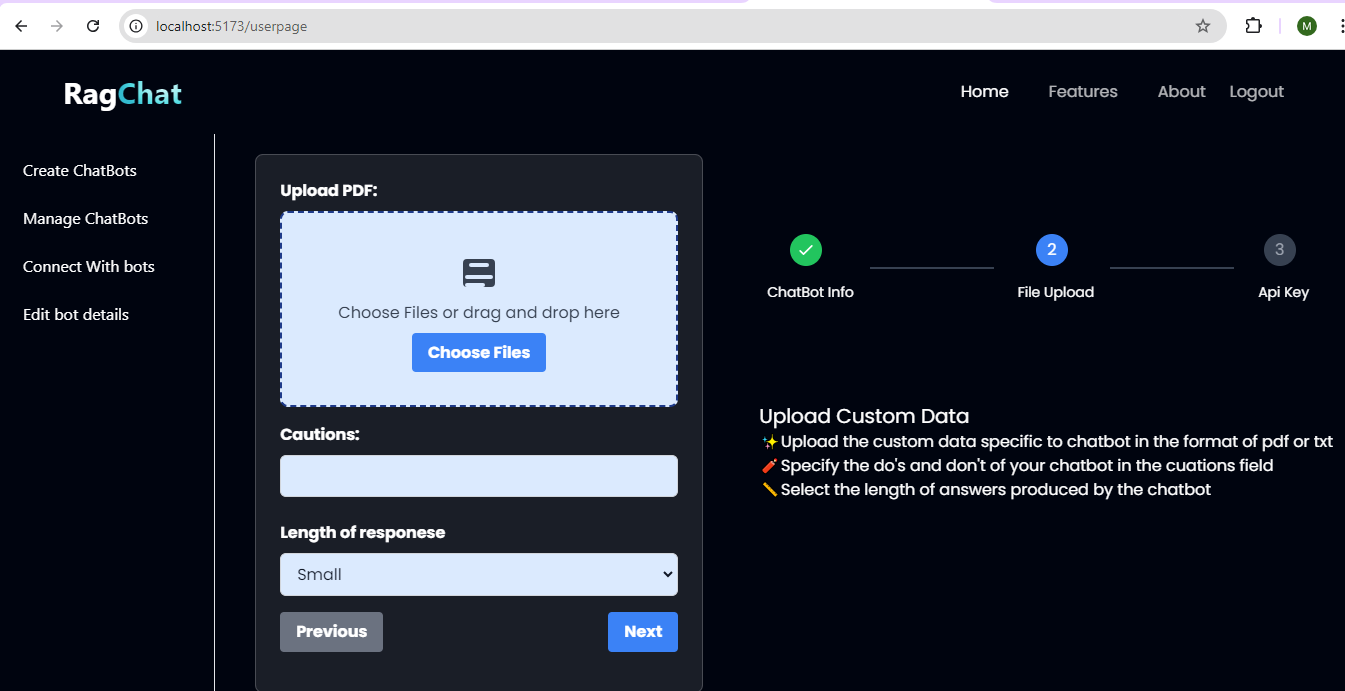 localhost:5173/userpage
M
RagChat
Home Features About Logout
Create ChatBots
Manage ChatBots
Connect With bots
Edit bot details
Upload PDF:
Choose Files or drag and drop here
Choose Files
Cautions:
Length of responese
Small
Previous Next
2 3
ChatBot Info File Upload Api Key
Upload Custom Data
✨Upload the custom data specific to chatbot in the format of pdf or txt
🧨Specify the do's and don't of your chatbot in the cuations field
📏Select the length of answers produced by the chatbot